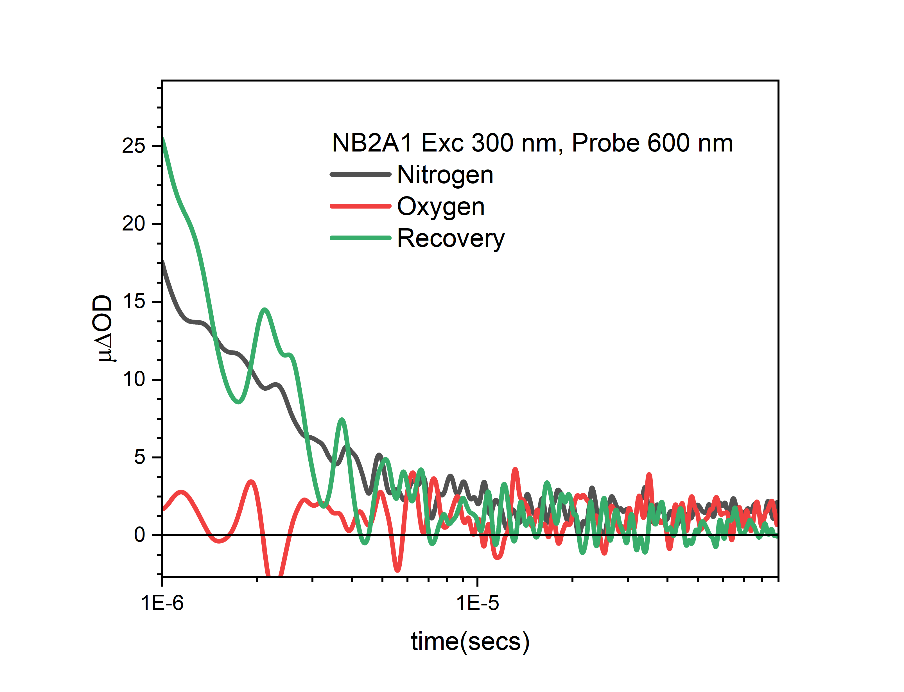 NB2A1 Exc 300 nm, Probe 600 nm
Nitrogen
Oxygen
Recovery
25
20
15
10
5
0
μΔOD
1E-6
1E-5
time(secs)